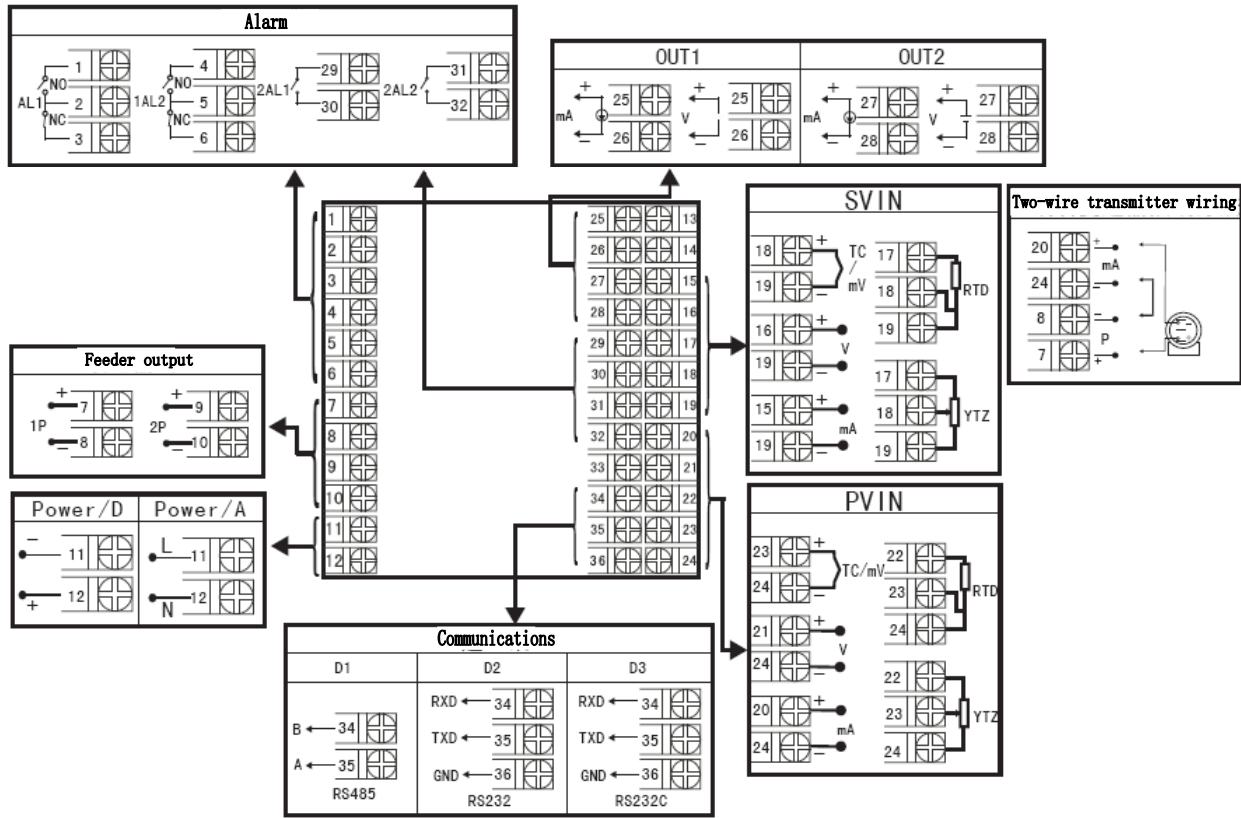 Alarm
1
NO
AL1
2
NC
3
4
NO
1AL2
5
NC
6
29
2AL1
30
31
2AL2
32
OUT1
OUT2
+
mA
−
25
26
+
V
−
25
26
+
mA
−
27
28
+
V
−
27
28
1
2
3
4
5
6
7
8
9
10
11
12
25 13
26 14
27 15
28 16
29 17
30 18
31 19
32 20
33 21
34 22
35 23
36 24
Feeder output
+
7
1P
8
−
+
9
2P
10
−
Power/D
Power/A
−
11
+
12
L
11
N
12
SVIN
18
+
TC
/
mV
19
−
17
18
RTD
19
16
+
V
19
−
15
+
mA
19
−
17
18
YTZ
19
Two-wire transmitter wiring
20
+
mA
24
−
8
−
P
7
+
PVIN
23
+
TC/mV
24
−
22
23
RTD
24
21
+
V
24
−
20
+
mA
24
−
22
23
YTZ
24
Communications
D1
D2
D3
B
34
A
35
RS485
RXD
34
TXD
35
GND
36
RS232
RXD
34
TXD
35
GND
36
RS232C